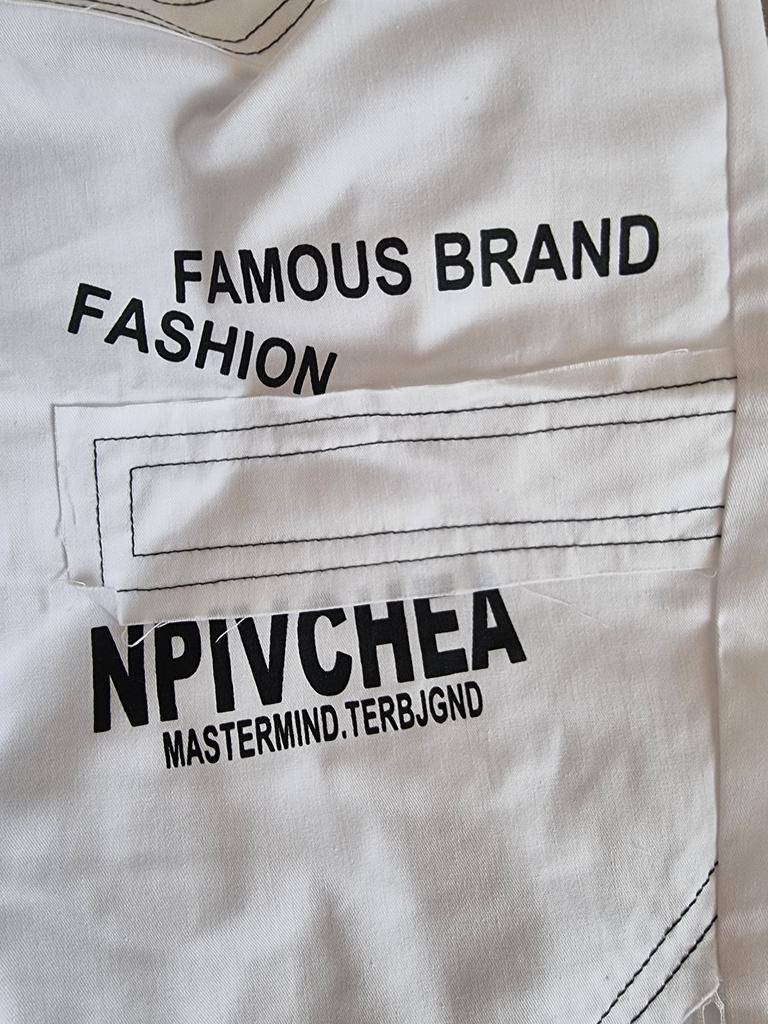 FAMOUS BRAND
FASHION
NPIVCHEA
MASTERMIND.TERBJGND